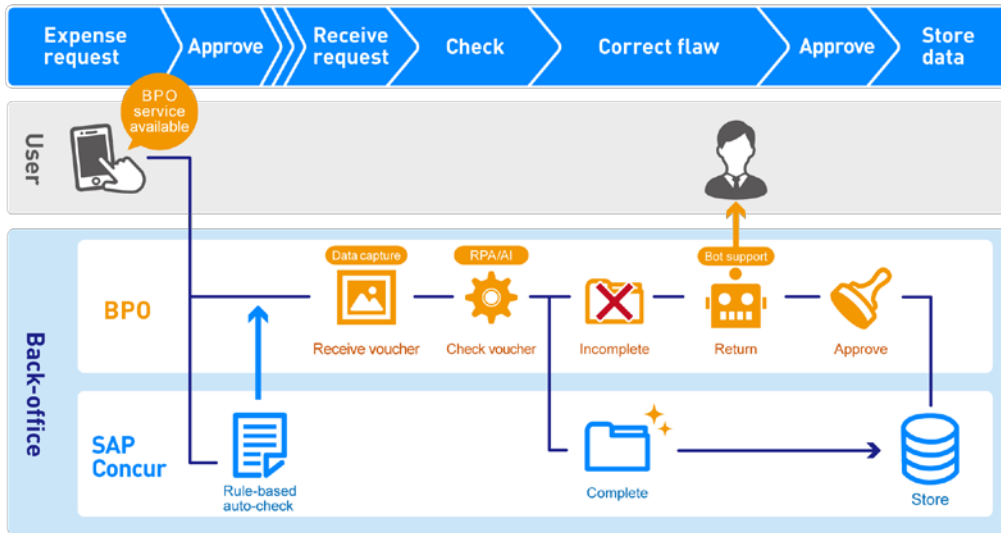 Expense
request
Approve
Receive
request
Check
Correct flaw
Approve
Store
data
User
BPO
service
available
Back-office
BPO
Data capture
Receive voucher
RPA/AI
Check voucher
Incomplete
Bot support
Return
Approve
SAP
Concur
Rule-based
auto-check
Complete
Store